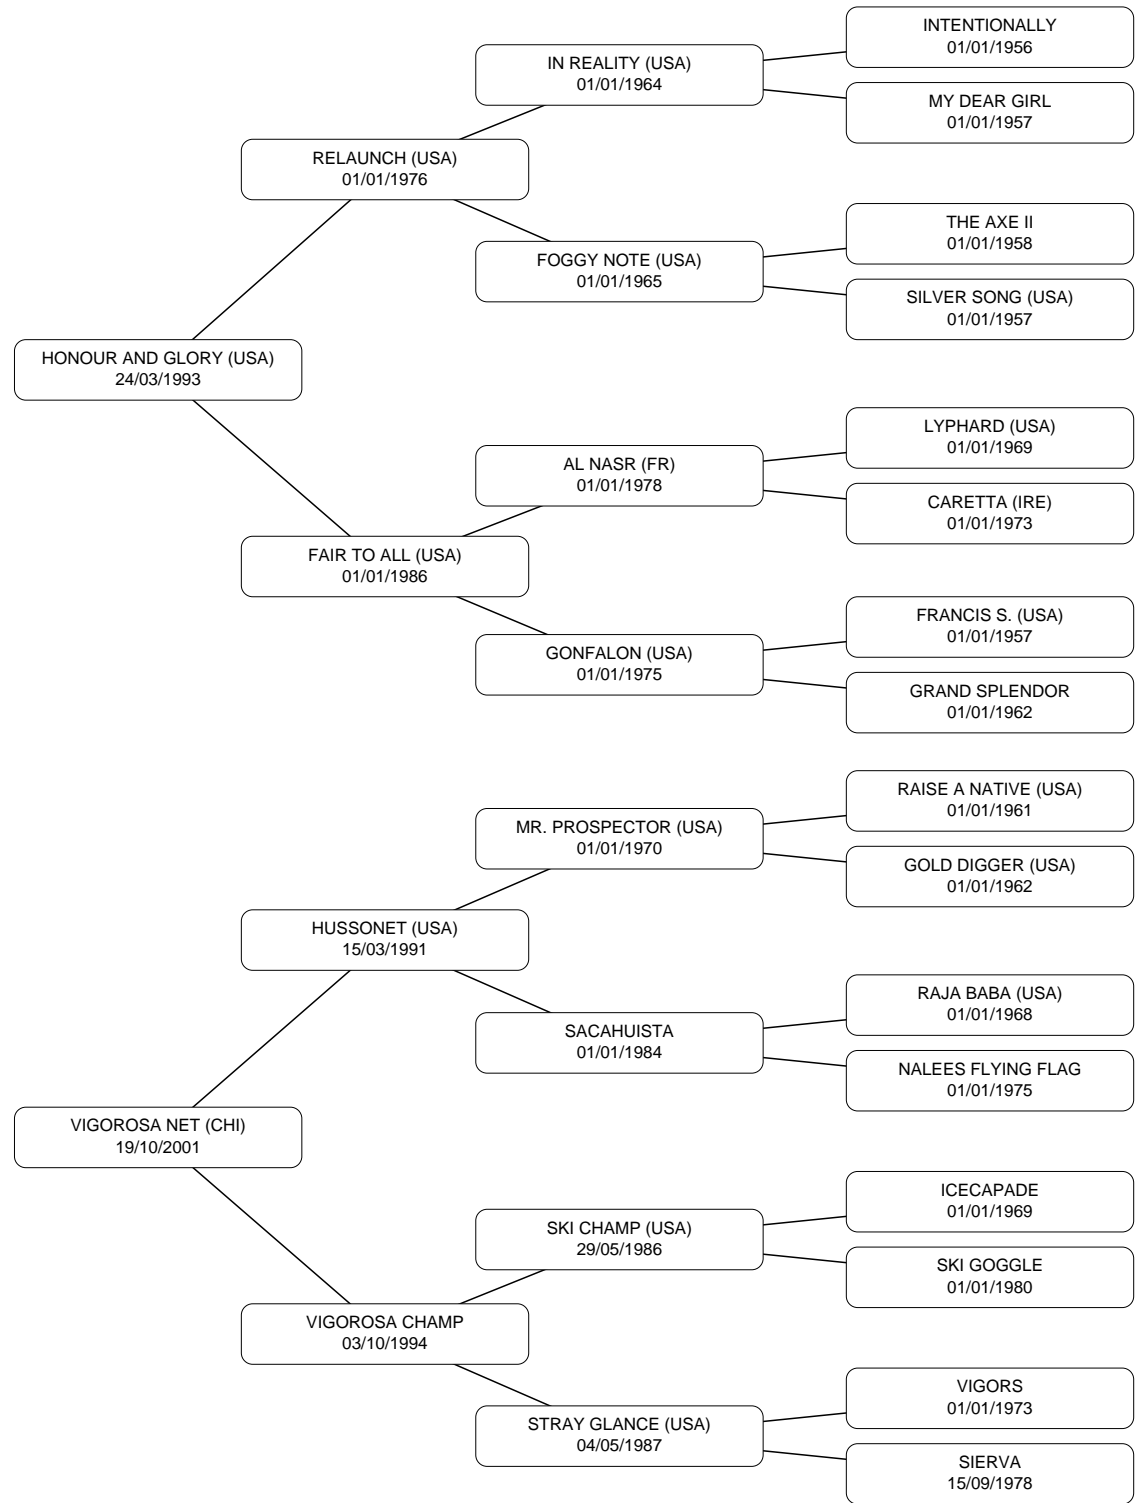 INTENTIONALLY
01/01/1956
IN REALITY (USA)
01/01/1964
MY DEAR GIRL
01/01/1957
RELAUNCH (USA)
01/01/1976
THE AXE II
01/01/1958
FOGGY NOTE (USA)
01/01/1965
SILVER SONG (USA)
01/01/1957
HONOUR AND GLORY (USA)
24/03/1993
LYPHARD (USA)
01/01/1969
AL NASR (FR)
01/01/1978
CARETTA (IRE)
01/01/1973
FAIR TO ALL (USA)
01/01/1986
FRANCIS S. (USA)
01/01/1957
GONFALON (USA)
01/01/1975
GRAND SPLENDOR
01/01/1962
RAISE A NATIVE (USA)
01/01/1961
MR. PROSPECTOR (USA)
01/01/1970
GOLD DIGGER (USA)
01/01/1962
HUSSONET (USA)
15/03/1991
RAJA BABA (USA)
01/01/1968
SACAHUISTA
01/01/1984
NALEES FLYING FLAG
01/01/1975
VIGOROSA NET (CHI)
19/10/2001
ICECAPADE
01/01/1969
SKI CHAMP (USA)
29/05/1986
SKI GOGGLE
01/01/1980
VIGOROSA CHAMP
03/10/1994
VIGORS
01/01/1973
STRAY GLANCE (USA)
04/05/1987
SIERVA
15/09/1978